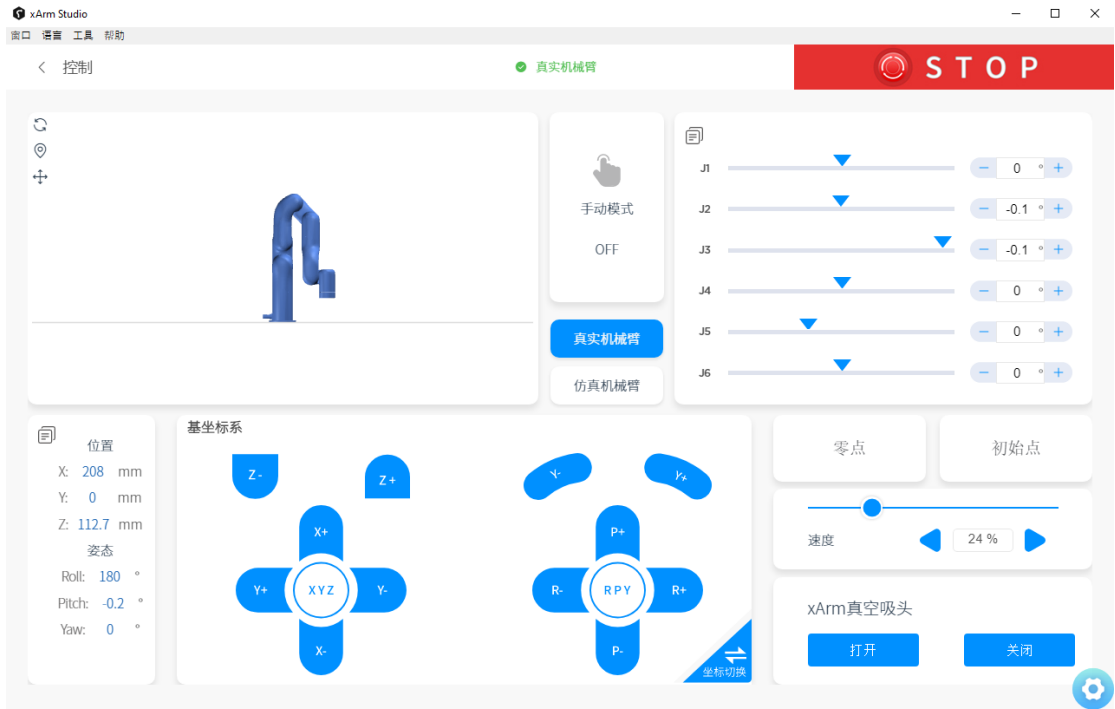 xArm Studio
窗口 语言 工具 帮助
控制
真实机械臂
STOP
手动模式
OFF
真实机械臂
仿真机械臂
J1 0 °
J2 -0.1 °
J3 -0.1 °
J4 0 °
J5 0 °
J6 0 °
位置
X: 208 mm
Y: 0 mm
Z: 112.7 mm
姿态
Roll: 180 °
Pitch: -0.2 °
Yaw: 0 °
基坐标系
Z -
Z +
X+
Y+ XYZ Y-
X-
Y-
Y+
P+
R- RPY R+
P-
坐标切换
零点
初始点
速度
24 %
xArm真空吸头
打开
关闭